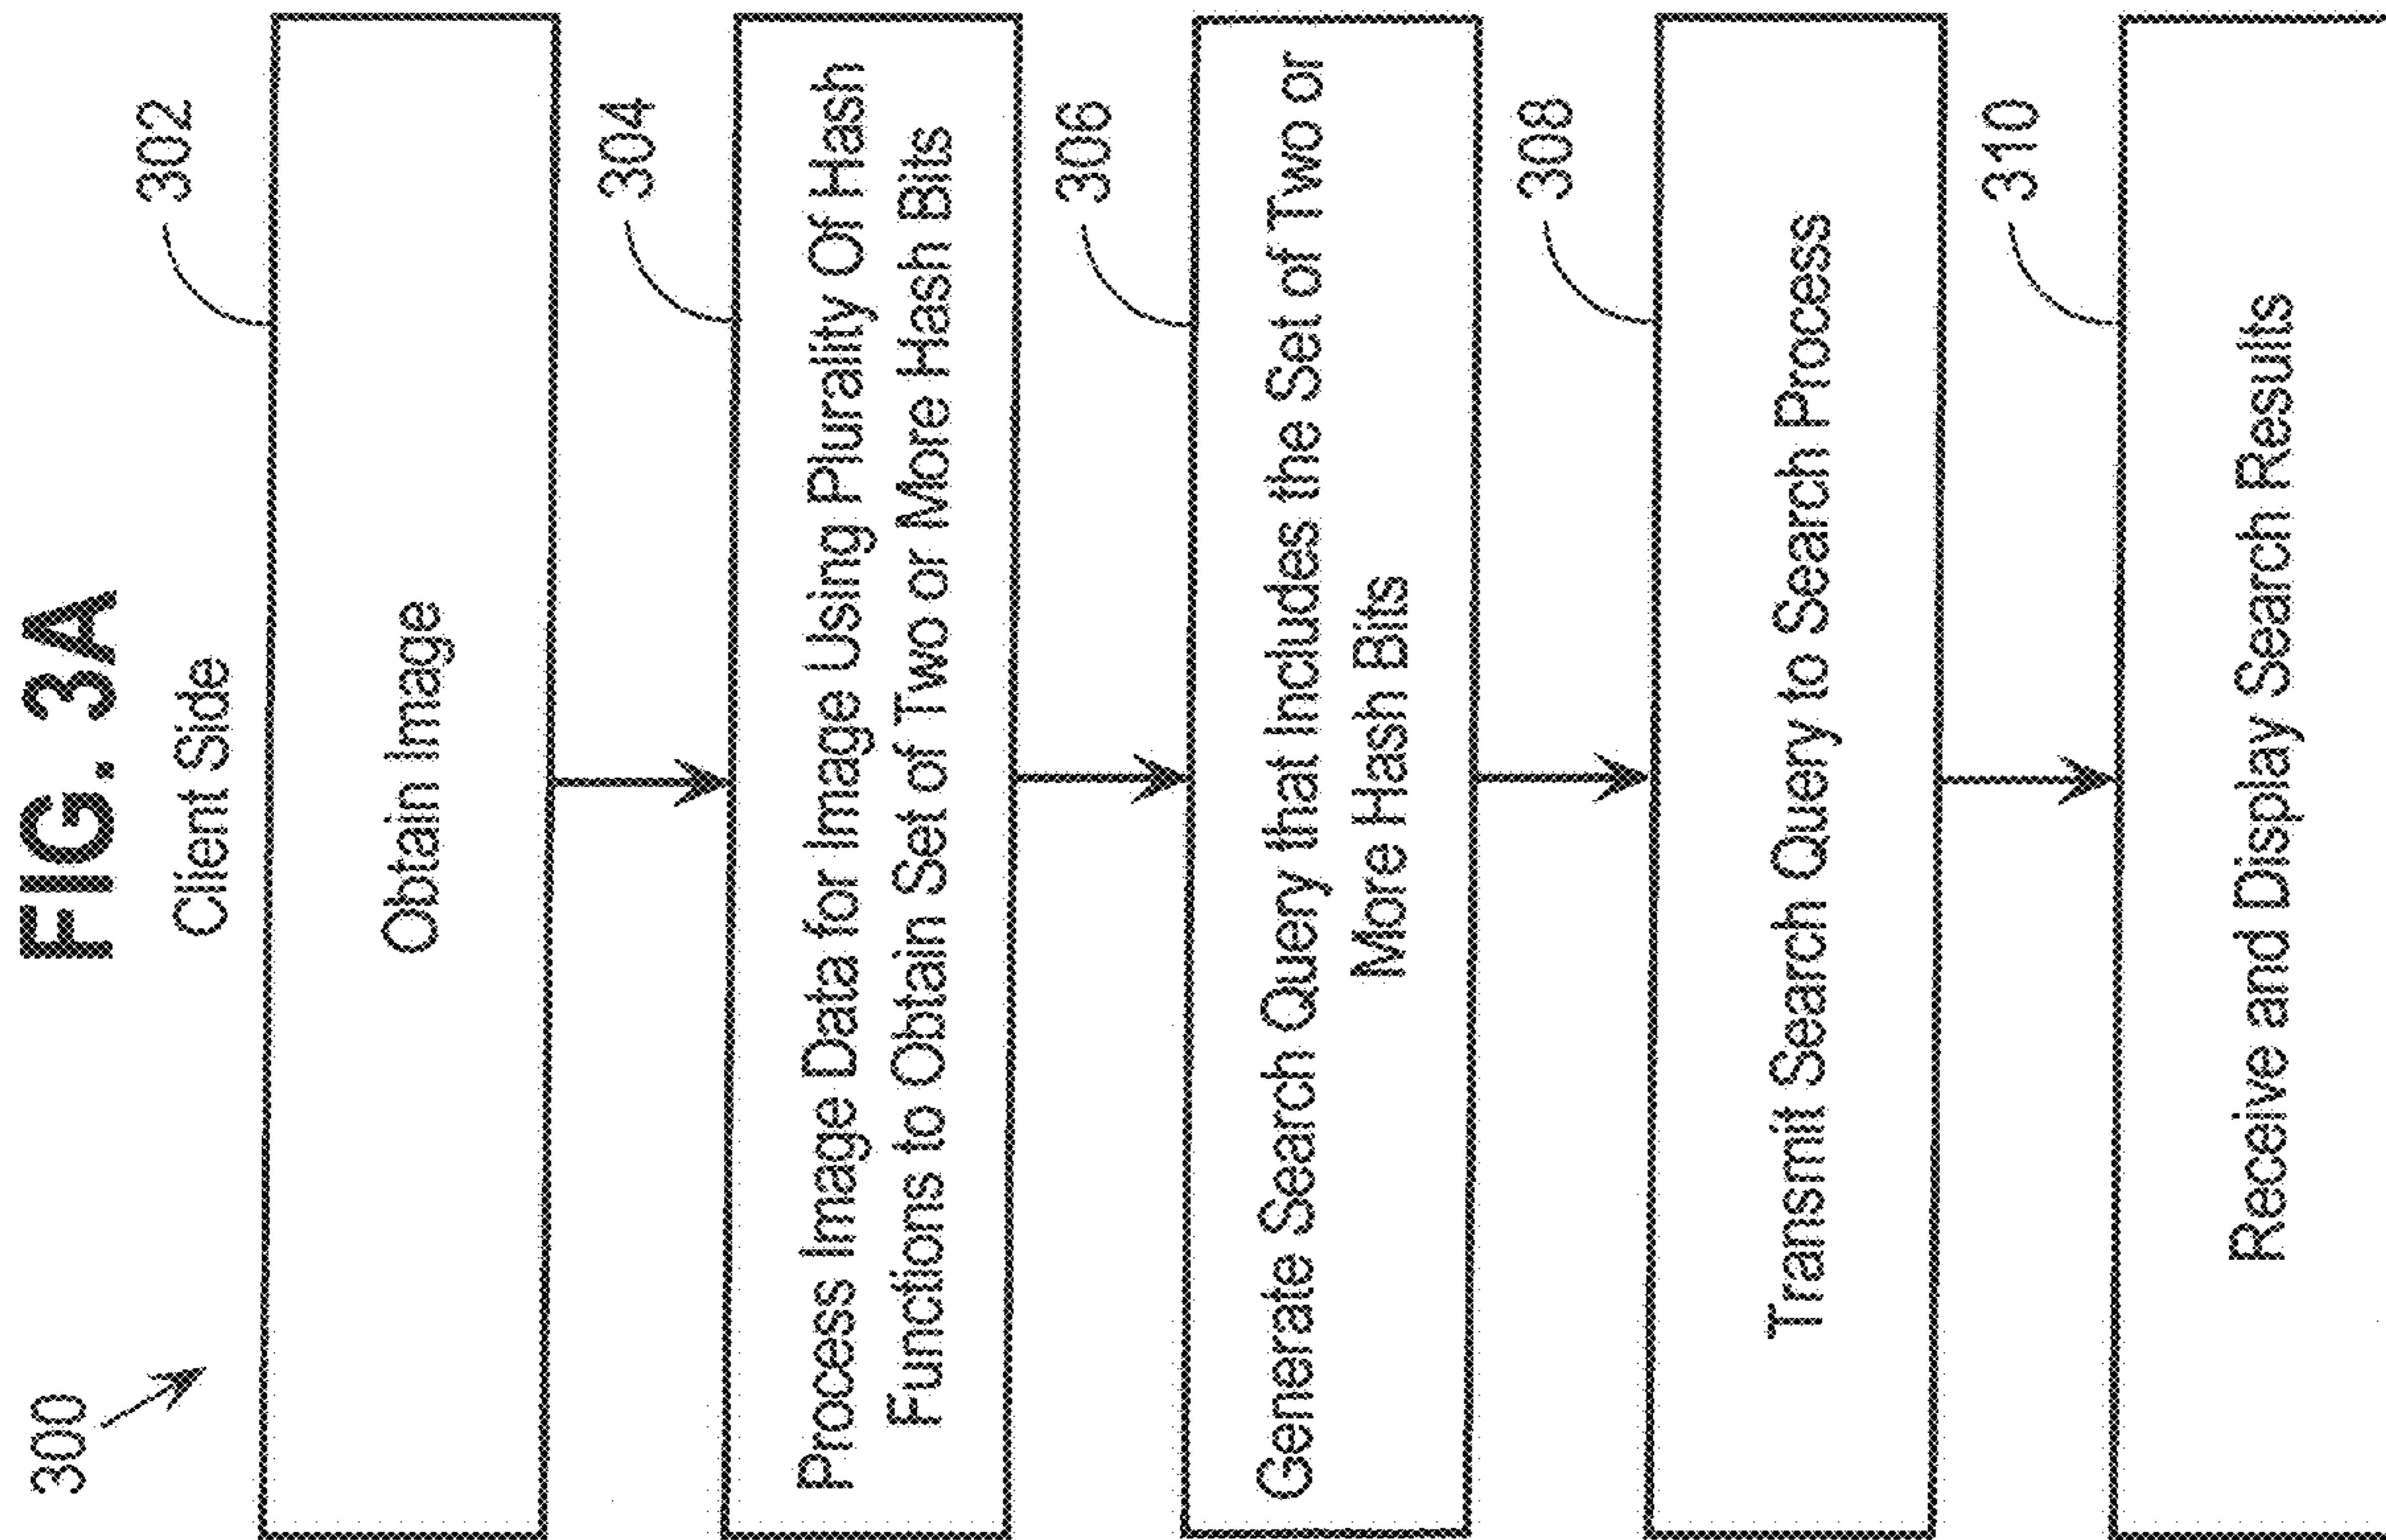 300
FIG. 3A
Client Side
302
Obtain Image
304
Process Image Data for Image Using Plurality Of Hash
Functions to Obtain Set of Two or More Hash Bits
306
Generate Search Query that Includes the Set of Two or
More Hash Bits
308
Transmit Search Query to Search Process
310
Receive and Display Search Results